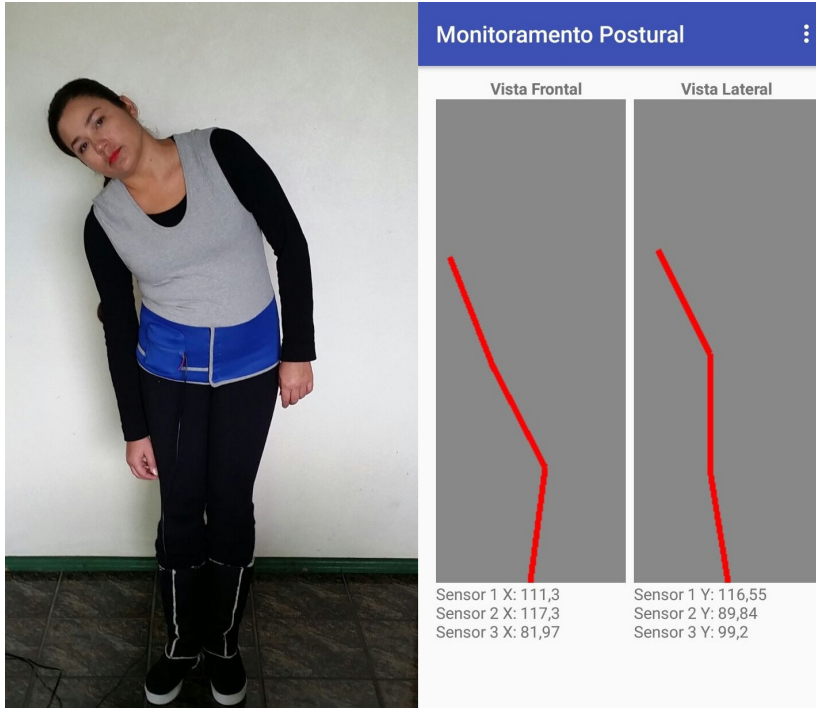 Monitoramento Postural
Vista Frontal
Vista Lateral
Sensor 1 X: 111,3
Sensor 2 X: 117,3
Sensor 3 X: 81,97
Sensor 1 Y: 116,55
Sensor 2 Y: 89,84
Sensor 3 Y: 99,2